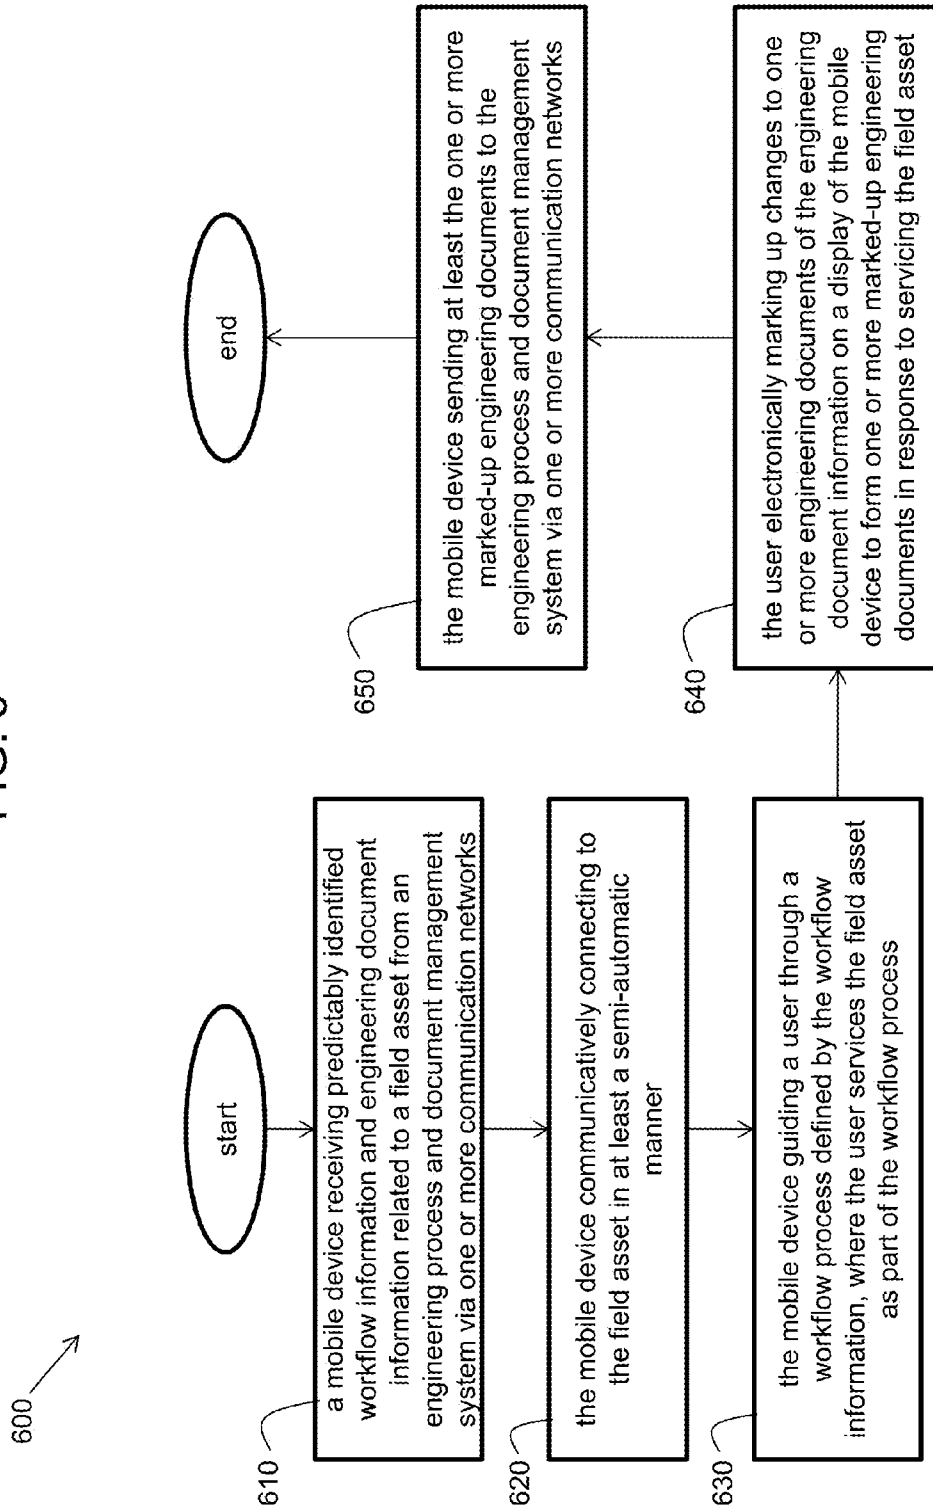 FIG. 6
600
start
610
a mobile device receiving predictably identified
workflow information and engineering document
information related to a field asset from an
engineering process and document management
system via one or more communication networks
620
the mobile device communicatively connecting to
the field asset in at least a semi-automatic
manner
630
the mobile device guiding a user through a
workflow process defined by the workflow
information, where the user services the field asset
as part of the workflow process
640
the user electronically marking up changes to one
or more engineering documents of the engineering
document information on a display of the mobile
device to form one or more marked-up engineering
documents in response to servicing the field asset
650
the mobile device sending at least the one or more
marked-up engineering documents to the
engineering process and document management
system via one or more communication networks
end